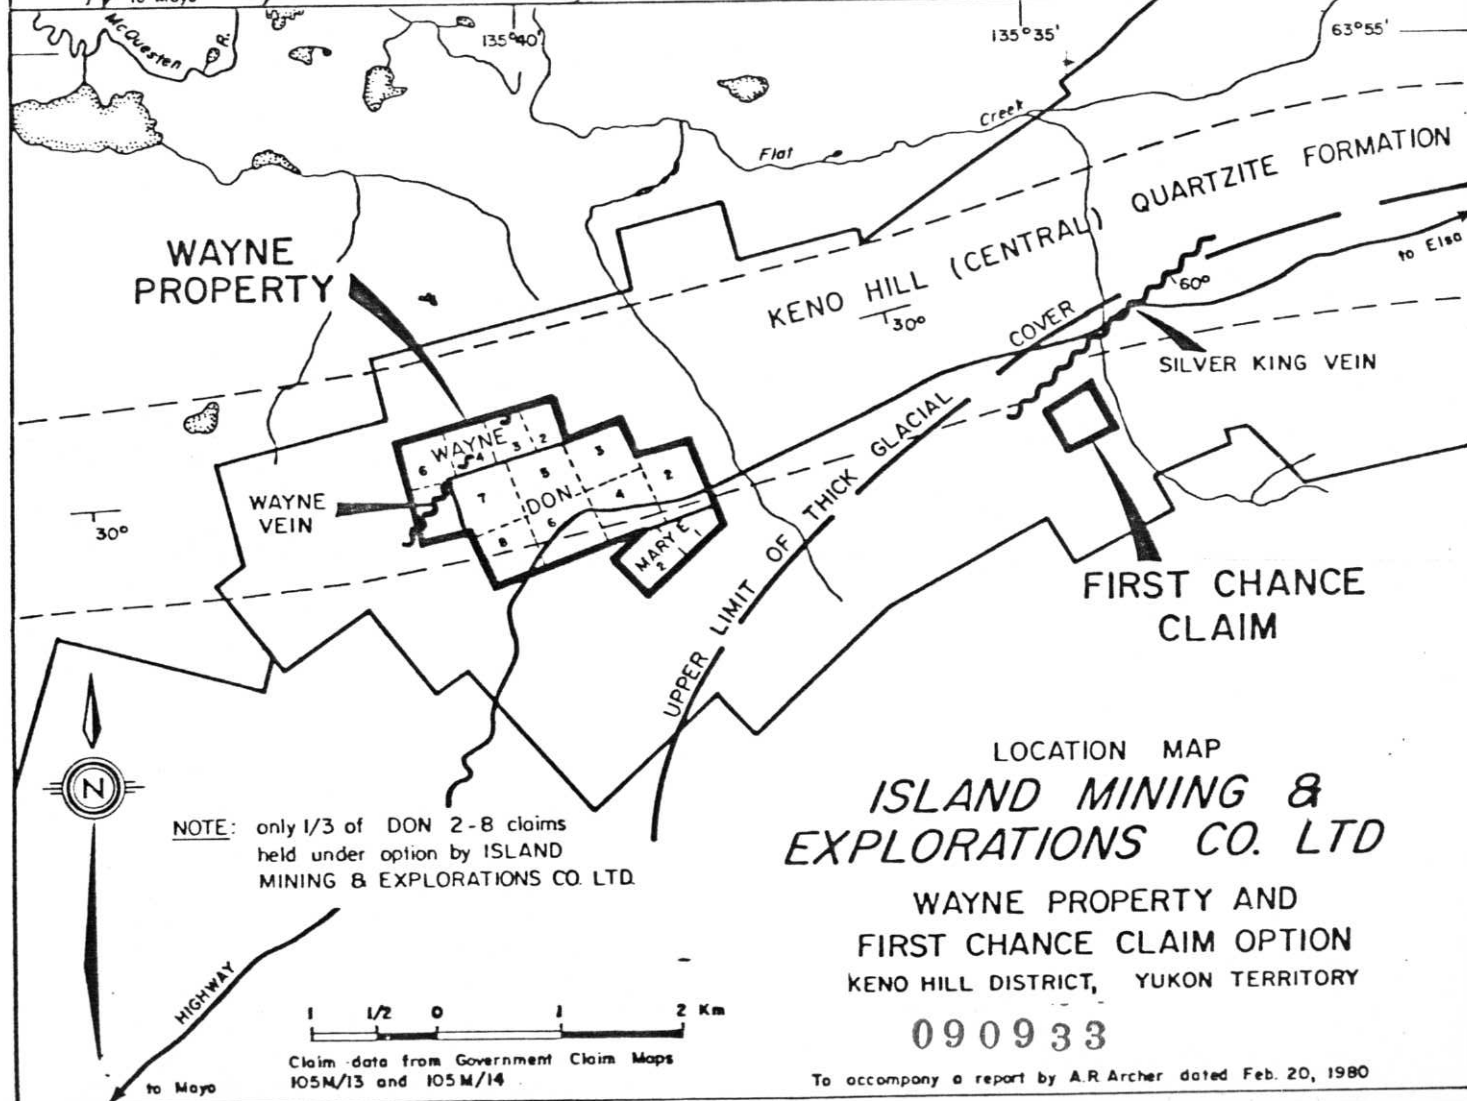 to Mayo
McQuesten R.
135°40'
135°35'
63°55'
Creek
Flat
KENO HILL (CENTRAL) QUARTZITE FORMATION
30°
WAYNE
PROPERTY
to Elsa
60°
COVER
SILVER KING VEIN
WAYNE
6
4
3
2
3
2
5
7
DON
4
6
8
WAYNE
VEIN
MARY E
1
2
30°
UPPER LIMIT OF THICK GLACIAL
FIRST CHANCE
CLAIM
N
LOCATION MAP
ISLAND MINING &
EXPLORATIONS CO. LTD
WAYNE PROPERTY AND
FIRST CHANCE CLAIM OPTION
KENO HILL DISTRICT, YUKON TERRITORY
090933
To accompany a report by A.R Archer dated Feb. 20, 1980
NOTE: only 1/3 of DON 2-8 claims
held under option by ISLAND
MINING & EXPLORATIONS CO. LTD.
HIGHWAY
1 1/2 0 1 2 Km
Claim data from Government Claim Maps
105M/13 and 105M/14
to Mayo